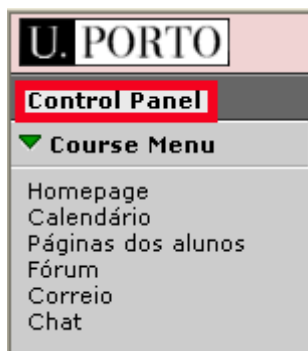 U. PORTO
Control Panel
Course Menu
Homepage
Calendário
Páginas dos alunos
Fórum
Correio
Chat